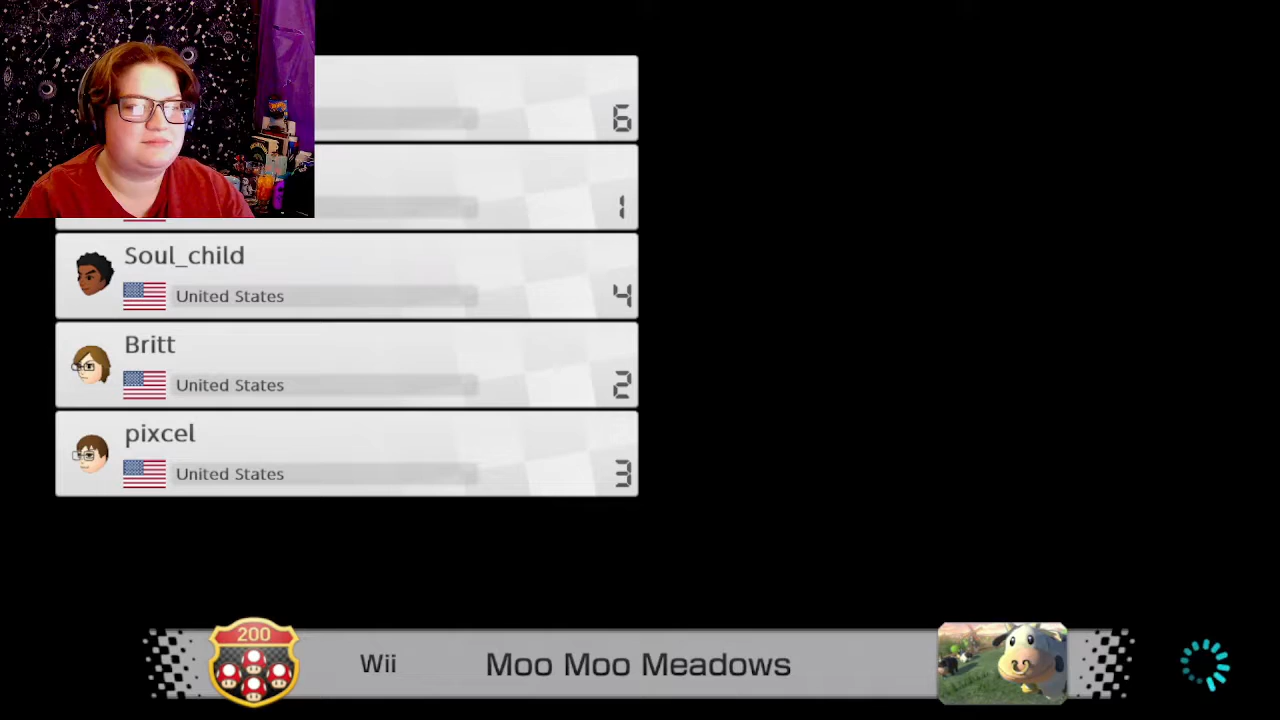 6
1
Soul_child
United States
4
Britt
United States
2
pixcel
United States
3
200
Wii
Moo Moo Meadows